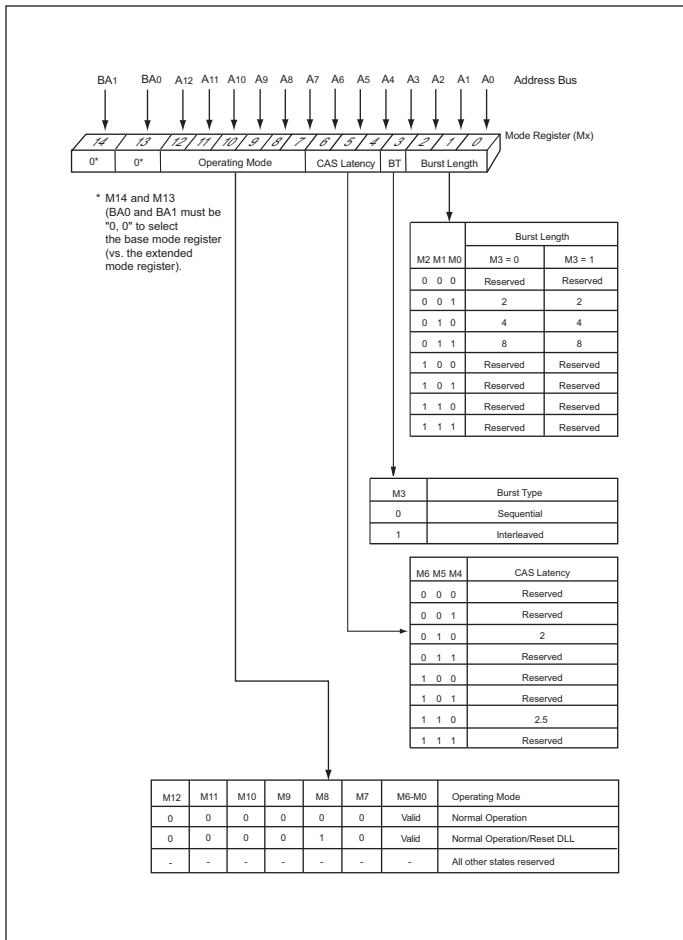 BA1 BA0 A12 A11 A10 A9 A8 A7 A6 A5 A4 A3 A2 A1 A0 Address Bus
14 13 12 11 10 9 8 7 6 5 4 3 2 1 0 Mode Register (Mx)
0* 0* Operating Mode CAS Latency BT Burst Length
* M14 and M13
(BA0 and BA1 must be
"0, 0" to select
the base mode register
(vs. the extended
mode register).
Burst Length
M2 M1 M0 M3 = 0 M3 = 1
0 0 0 Reserved Reserved
0 0 1 2 2
0 1 0 4 4
0 1 1 8 8
1 0 0 Reserved Reserved
1 0 1 Reserved Reserved
1 1 0 Reserved Reserved
1 1 1 Reserved Reserved
M3 Burst Type
0 Sequential
1 Interleaved
M6 M5 M4 CAS Latency
0 0 0 Reserved
0 0 1 Reserved
0 1 0 2
0 1 1 Reserved
1 0 0 Reserved
1 0 1 Reserved
1 1 0 2.5
1 1 1 Reserved
M12 M11 M10 M9 M8 M7 M6-M0 Operating Mode
0 0 0 0 0 0 Valid Normal Operation
0 0 0 0 1 0 Valid Normal Operation/Reset DLL
- - - - - - - All other states reserved